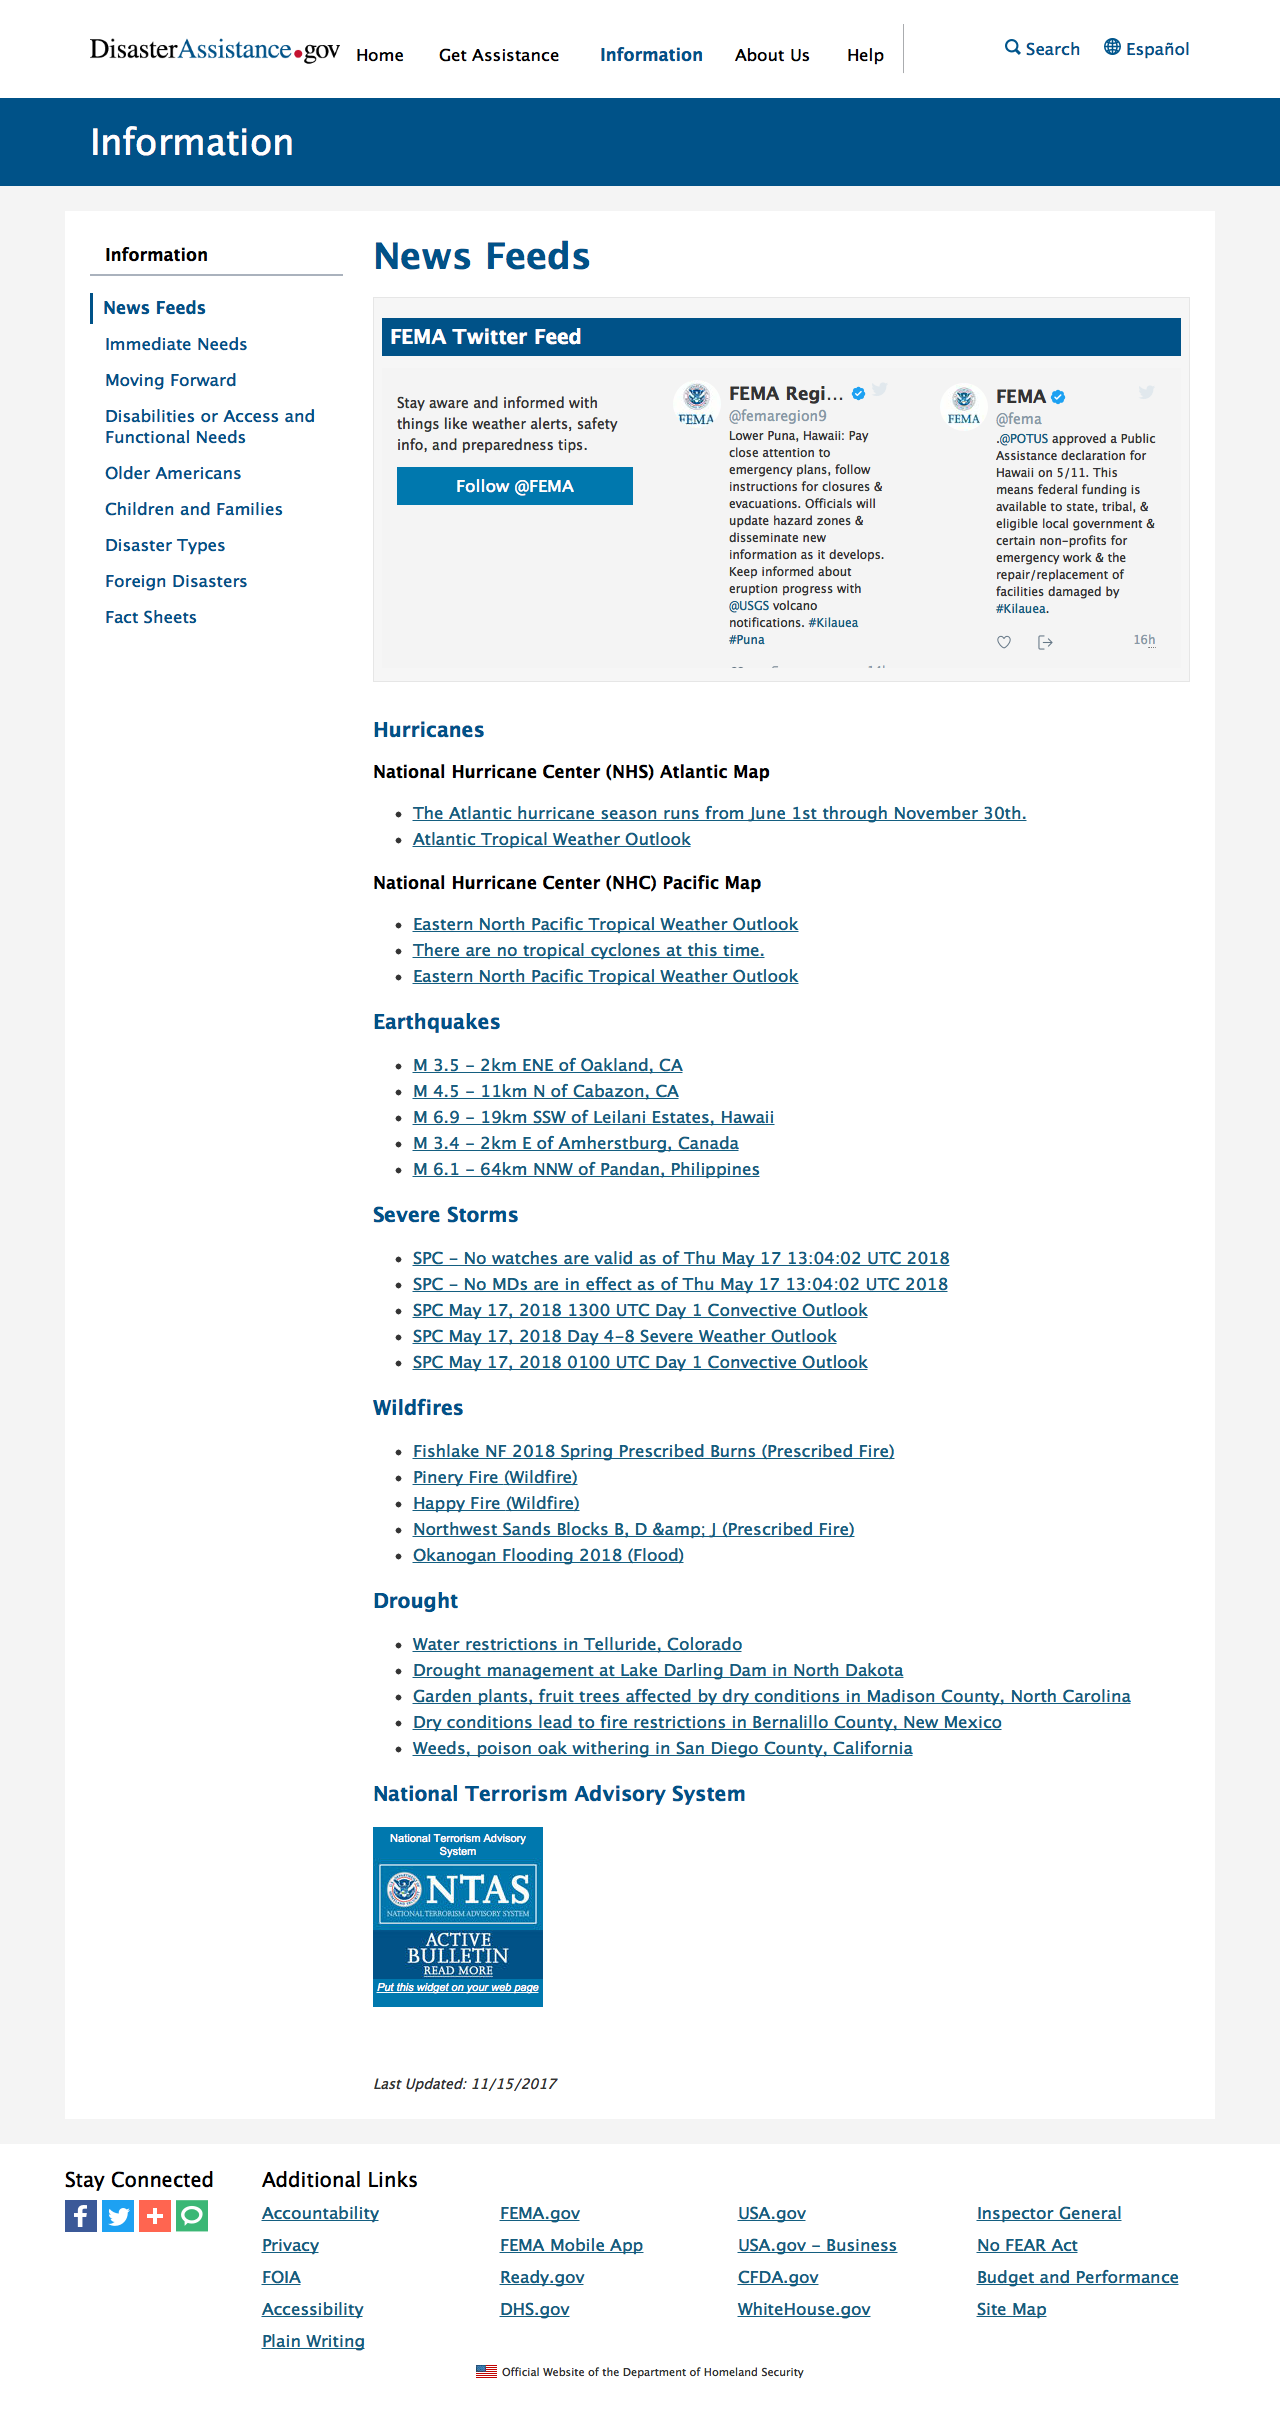 DisasterAssistance.gov
Home
Get Assistance
Information
About Us
Help
Search
Español
Information
Information
News Feeds
Immediate Needs
Moving Forward
Disabilities or Access and
Functional Needs
Older Americans
Children and Families
Disaster Types
Foreign Disasters
Fact Sheets
News Feeds
FEMA Twitter Feed
Stay aware and informed with
things like weather alerts, safety
info, and preparedness tips.
Follow @FEMA
FEMA
FEMA Regi...
@femaregion9
Lower Puna, Hawaii: Pay
close attention to
emergency plans, follow
instructions for closures &
evacuations. Officials will
update hazard zones &
disseminate new
information as it develops.
Keep informed about
eruption progress with
@USGS volcano
notifications. #Kilauea
#Puna
FEMA
FEMA
@fema
.@POTUS approved a Public
Assistance declaration for
Hawaii on 5/11. This
means federal funding is
available to state, tribal, &
eligible local government &
certain non-profits for
emergency work & the
repair/replacement of
facilities damaged by
#Kilauea.
16h
Hurricanes
National Hurricane Center (NHS) Atlantic Map
• The Atlantic hurricane season runs from June 1st through November 30th.
• Atlantic Tropical Weather Outlook
National Hurricane Center (NHC) Pacific Map
• Eastern North Pacific Tropical Weather Outlook
• There are no tropical cyclones at this time.
• Eastern North Pacific Tropical Weather Outlook
Earthquakes
• M 3.5 - 2km ENE of Oakland, CA
• M 4.5 - 11km N of Cabazon, CA
• M 6.9 - 19km SSW of Leilani Estates, Hawaii
• M 3.4 - 2km E of Amherstburg, Canada
• M 6.1 - 64km NNW of Pandan, Philippines
Severe Storms
• SPC - No watches are valid as of Thu May 17 13:04:02 UTC 2018
• SPC - No MDs are in effect as of Thu May 17 13:04:02 UTC 2018
• SPC May 17, 2018 1300 UTC Day 1 Convective Outlook
• SPC May 17, 2018 Day 4-8 Severe Weather Outlook
• SPC May 17, 2018 0100 UTC Day 1 Convective Outlook
Wildfires
• Fishlake NF 2018 Spring Prescribed Burns (Prescribed Fire)
• Pinery Fire (Wildfire)
• Happy Fire (Wildfire)
• Northwest Sands Blocks B, D &amp; J (Prescribed Fire)
• Okanogan Flooding 2018 (Flood)
Drought
• Water restrictions in Telluride, Colorado
• Drought management at Lake Darling Dam in North Dakota
• Garden plants, fruit trees affected by dry conditions in Madison County, North Carolina
• Dry conditions lead to fire restrictions in Bernalillo County, New Mexico
• Weeds, poison oak withering in San Diego County, California
National Terrorism Advisory System
National Terrorism Advisory
System
NTAS
NATIONAL TERRORISM ADVISORY SYSTEM
ACTIVE
BULLETIN
READ MORE
Put this widget on your web page
Last Updated: 11/15/2017
Stay Connected
Additional Links
Accountability
Privacy
FOIA
Accessibility
Plain Writing
FEMA.gov
FEMA Mobile App
Ready.gov
DHS.gov
USA.gov
USA.gov - Business
CFDA.gov
WhiteHouse.gov
Inspector General
No FEAR Act
Budget and Performance
Site Map
Official Website of the Department of Homeland Security